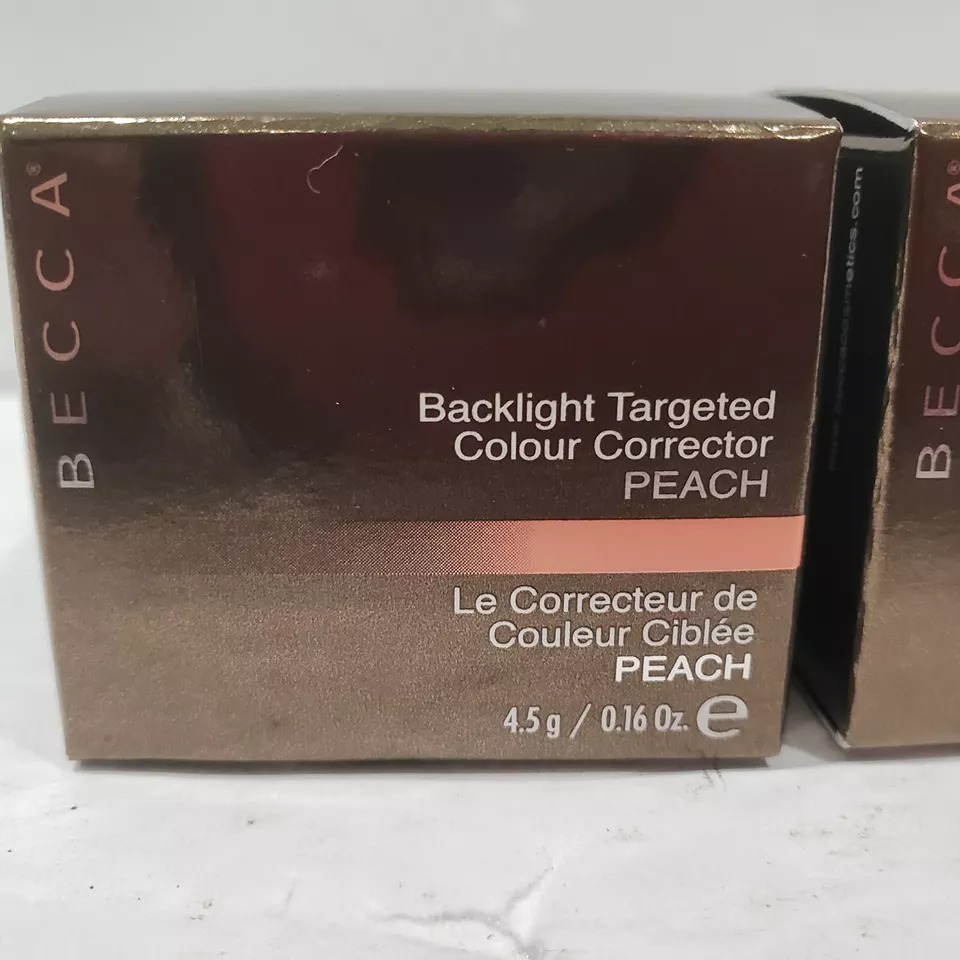 BECCA®
Backlight Targeted
Colour Corrector
PEACH
Le Correcteur de
Couleur Ciblée
PEACH
4.5 g / 0.16 Oz. ℮
BECCA®